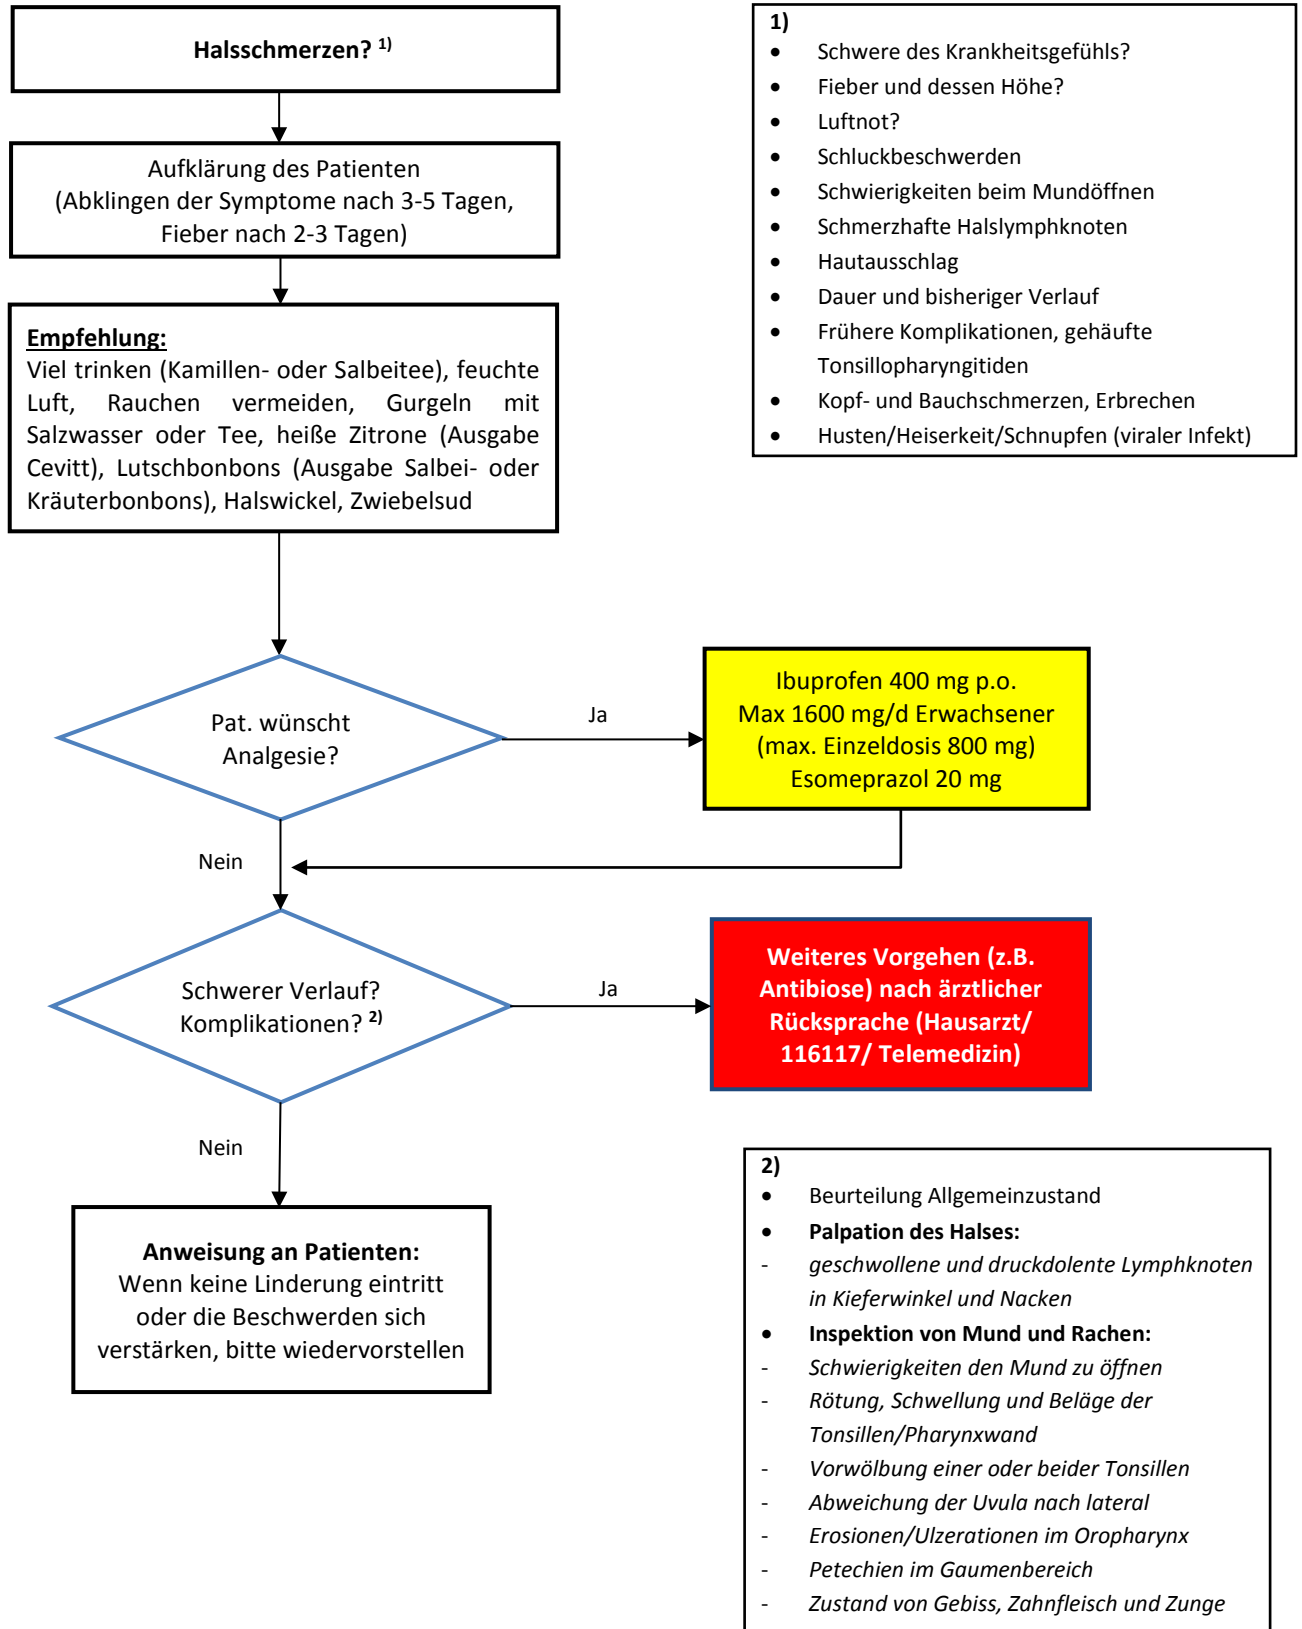 Halsschmerzen? 1)
Aufklärung des Patienten
(Abklingen der Symptome nach 3-5 Tagen,
Fieber nach 2-3 Tagen)
Empfehlung:
Viel trinken (Kamillen- oder Salbeitee), feuchte
Luft, Rauchen vermeiden, Gurgeln mit
Salzwasser oder Tee, heiße Zitrone (Ausgabe
Cevitt), Lutschbonbons (Ausgabe Salbei- oder
Kräuterbonbons), Halswickel, Zwiebelsud
1)
• Schwere des Krankheitsgefühls?
• Fieber und dessen Höhe?
• Luftnot?
• Schluckbeschwerden
• Schwierigkeiten beim Mundöffnen
• Schmerzhafte Halslymphknoten
• Hautausschlag
• Dauer und bisheriger Verlauf
• Frühere Komplikationen, gehäufte
Tonsillopharyngitiden
• Kopf- und Bauchschmerzen, Erbrechen
• Husten/Heiserkeit/Schnupfen (viraler Infekt)
Pat. wünscht
Analgesie?
Ja
Ibuprofen 400 mg p.o.
Max 1600 mg/d Erwachsener
(max. Einzeldosis 800 mg)
Esomeprazol 20 mg
Nein
Schwerer Verlauf?
Komplikationen? 2)
Ja
Weiteres Vorgehen (z.B.
Antibiose) nach ärztlicher
Rücksprache (Hausarzt/
116117/ Telemedizin)
Nein
Anweisung an Patienten:
Wenn keine Linderung eintritt
oder die Beschwerden sich
verstärken, bitte wiedervorstellen
2)
• Beurteilung Allgemeinzustand
• Palpation des Halses:
- geschwollene und druckdolente Lymphknoten
in Kieferwinkel und Nacken
• Inspektion von Mund und Rachen:
- Schwierigkeiten den Mund zu öffnen
- Rötung, Schwellung und Beläge der
Tonsillen/Pharynxwand
- Vorwölbung einer oder beider Tonsillen
- Abweichung der Uvula nach lateral
- Erosionen/Ulzerationen im Oropharynx
- Petechien im Gaumenbereich
- Zustand von Gebiss, Zahnfleisch und Zunge